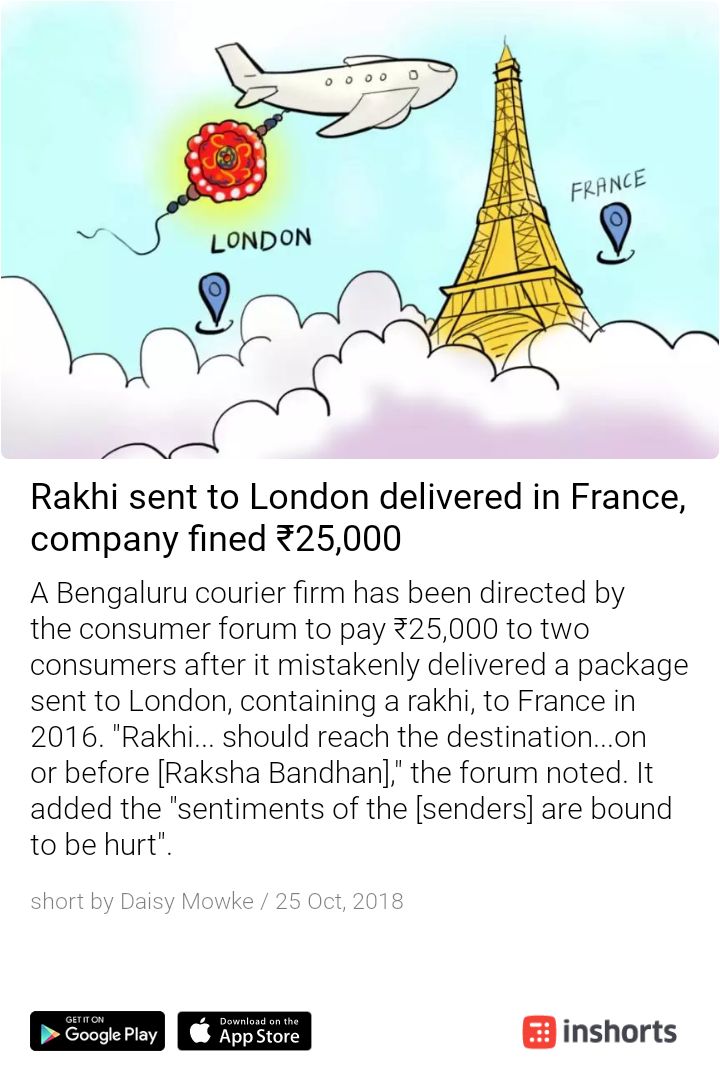 FRANCE
LONDON
Rakhi sent to London delivered in France,
company fined ₹25,000
A Bengaluru courier firm has been directed by
the consumer forum to pay ₹25,000 to two
consumers after it mistakenly delivered a package
sent to London, containing a rakhi, to France in
2016. "Rakhi... should reach the destination...on
or before [Raksha Bandhan]," the forum noted. It
added the "sentiments of the [senders] are bound
to be hurt".
short by Daisy Mowke / 25 Oct, 2018
GET IT ON
Google Play
Download on the
App Store
inshorts